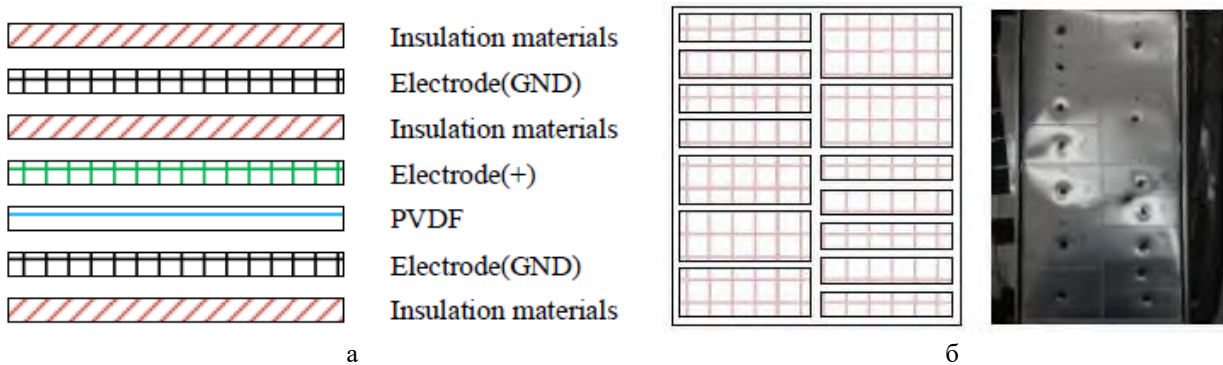 Insulation materials
Electrode(GND)
Insulation materials
Electrode(+)
PVDF
Electrode(GND)
Insulation materials
а
б